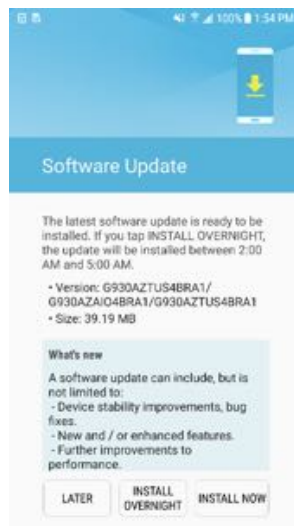 100% 1:54 PM
Software Update
The latest software update is ready to be
installed. If you tap INSTALL OVERNIGHT,
the update will be installed between 2:00
AM and 5:00
AM.
• Version: G930AZTUS4BRA1/
G930AZAIO4BRA1/G930AZTUS4BRA1
• Size: 39.19 MB
What's new
A software update can include, but is
not limited to:
- Device stability improvements, bug
fixes.
- New and / or enhanced features.
- Further improvements to
performance.
LATER
INSTALL
OVERNIGHT
INSTALL NOW